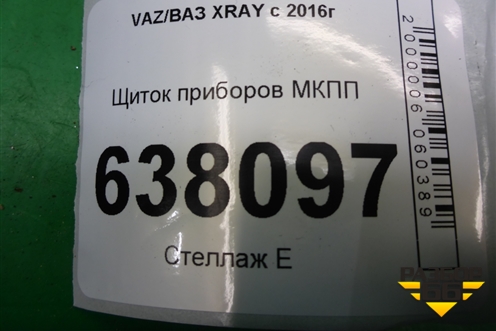 VAZ/ВАЗ XRAY с 2016г
Щиток приборов МКПП
638097
Стеллаж Е
2000006060389